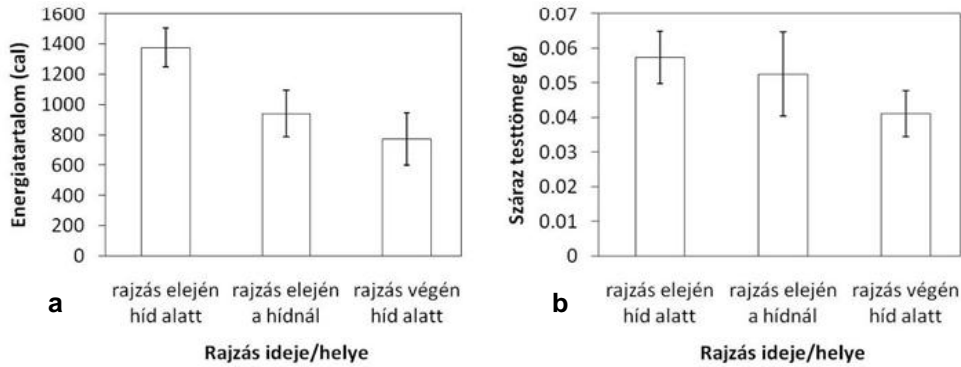 Energiatartalom (cal)
1600
1400
1200
1000
800
600
400
200
0
rajzás elején
híd alatt
rajzás elején
a hídnál
rajzás végén
híd alatt
a
Rajzás ideje/helye
Száraz testtömeg (g)
0.07
0.06
0.05
0.04
0.03
0.02
0.01
0
rajzás elején
híd alatt
rajzás elején
a hídnál
rajzás végén
híd alatt
b
Rajzás ideje/helye